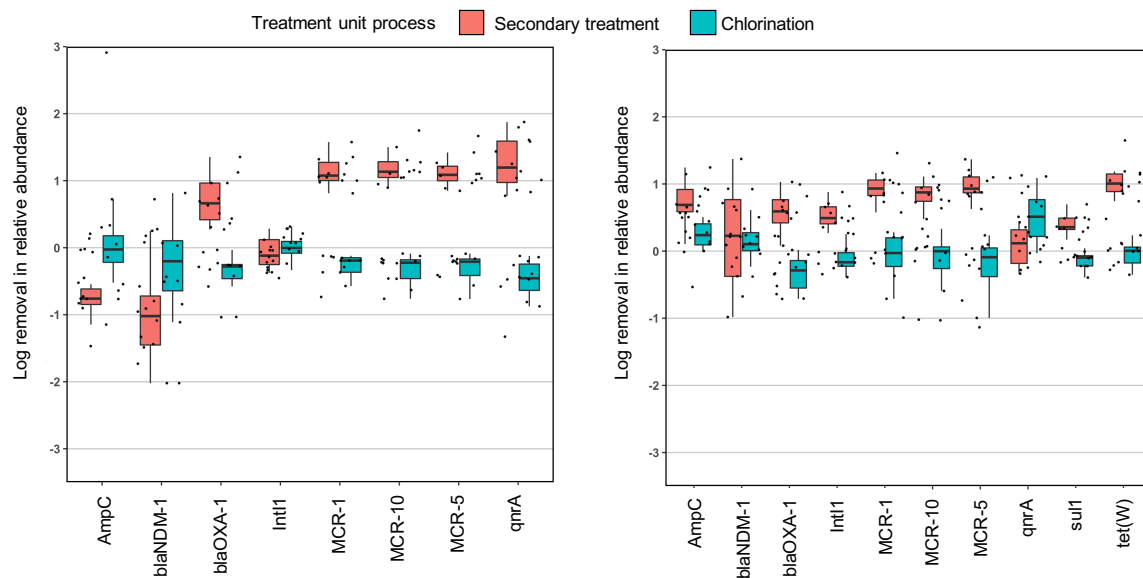 Treatment unit process Secondary treatment Chlorination
Log removal in relative abundance
3
2
1
0
-1
-2
-3
AmpC
blaNDM-1
blaOXA-1
IntI1
MCR-1
MCR-10
MCR-5
qnrA
Log removal in relative abundance
3
2
1
0
-1
-2
-3
AmpC
blaNDM-1
blaOXA-1
IntI1
MCR-1
MCR-10
MCR-5
qnrA
sul1
tet(W)